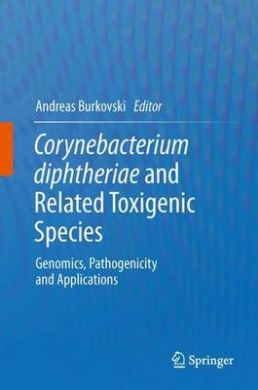 Andreas Burkovski Editor
Corynebacterium
diphtheriae and
Related Toxigenic
Species
Genomics, Pathogenicity
and Applications
Springer